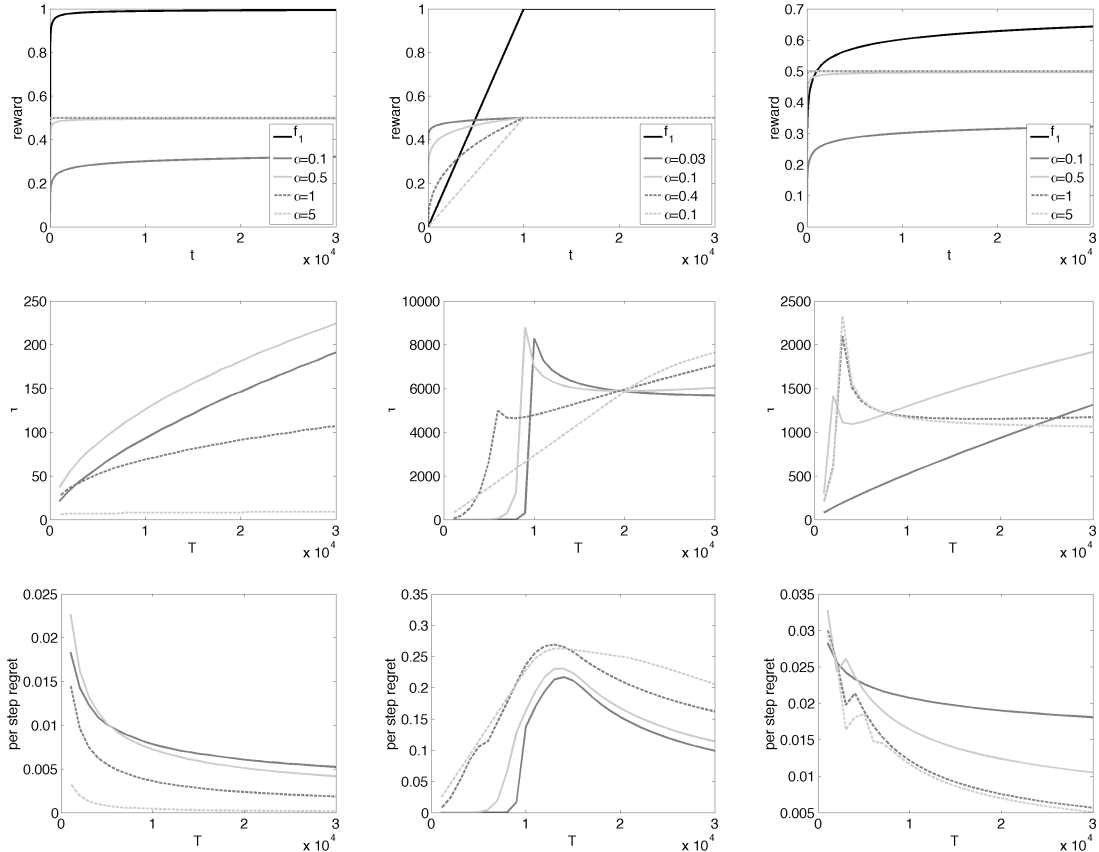 1
0.8
0.6
0.4
0.2
0
reward
f1
α=0.1
α=0.5
α=1
α=5
0 1 2 3
x 10^4
t
1
0.8
0.6
0.4
0.2
0
reward
f1
α=0.03
α=0.1
α=0.4
α=0.1
0 1 2 3
x 10^4
t
0.7
0.6
0.5
0.4
0.3
0.2
0.1
0
reward
f1
α=0.1
α=0.5
α=1
α=5
0 1 2 3
x 10^4
t
250
200
150
100
50
0
0 1 2 3
x 10^4
T
10000
8000
6000
4000
2000
0
0 1 2 3
x 10^4
T
2500
2000
1500
1000
500
0
0 1 2 3
x 10^4
T
0.025
0.02
0.015
0.01
0.005
0
per step regret
0 1 2 3
x 10^4
T
0.35
0.3
0.25
0.2
0.15
0.1
0.05
0
per step regret
0 1 2 3
x 10^4
T
0.035
0.03
0.025
0.02
0.015
0.01
0.005
per step regret
0 1 2 3
x 10^4
T